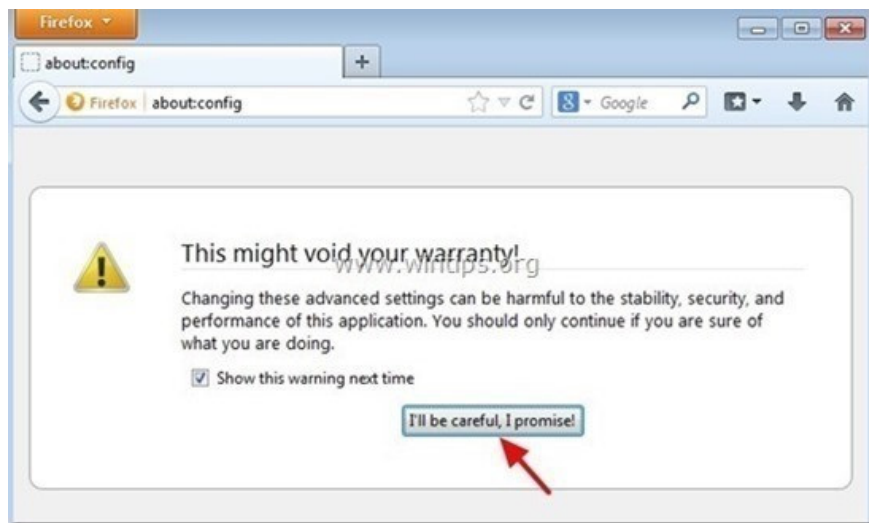 Firefox
about:config
Firefox about:config Google
This might void your warranty!
www.wintips.org
Changing these advanced settings can be harmful to the stability, security, and
performance of this application. You should only continue if you are sure of
what you are doing.
Show this warning next time
I'll be careful, I promise!